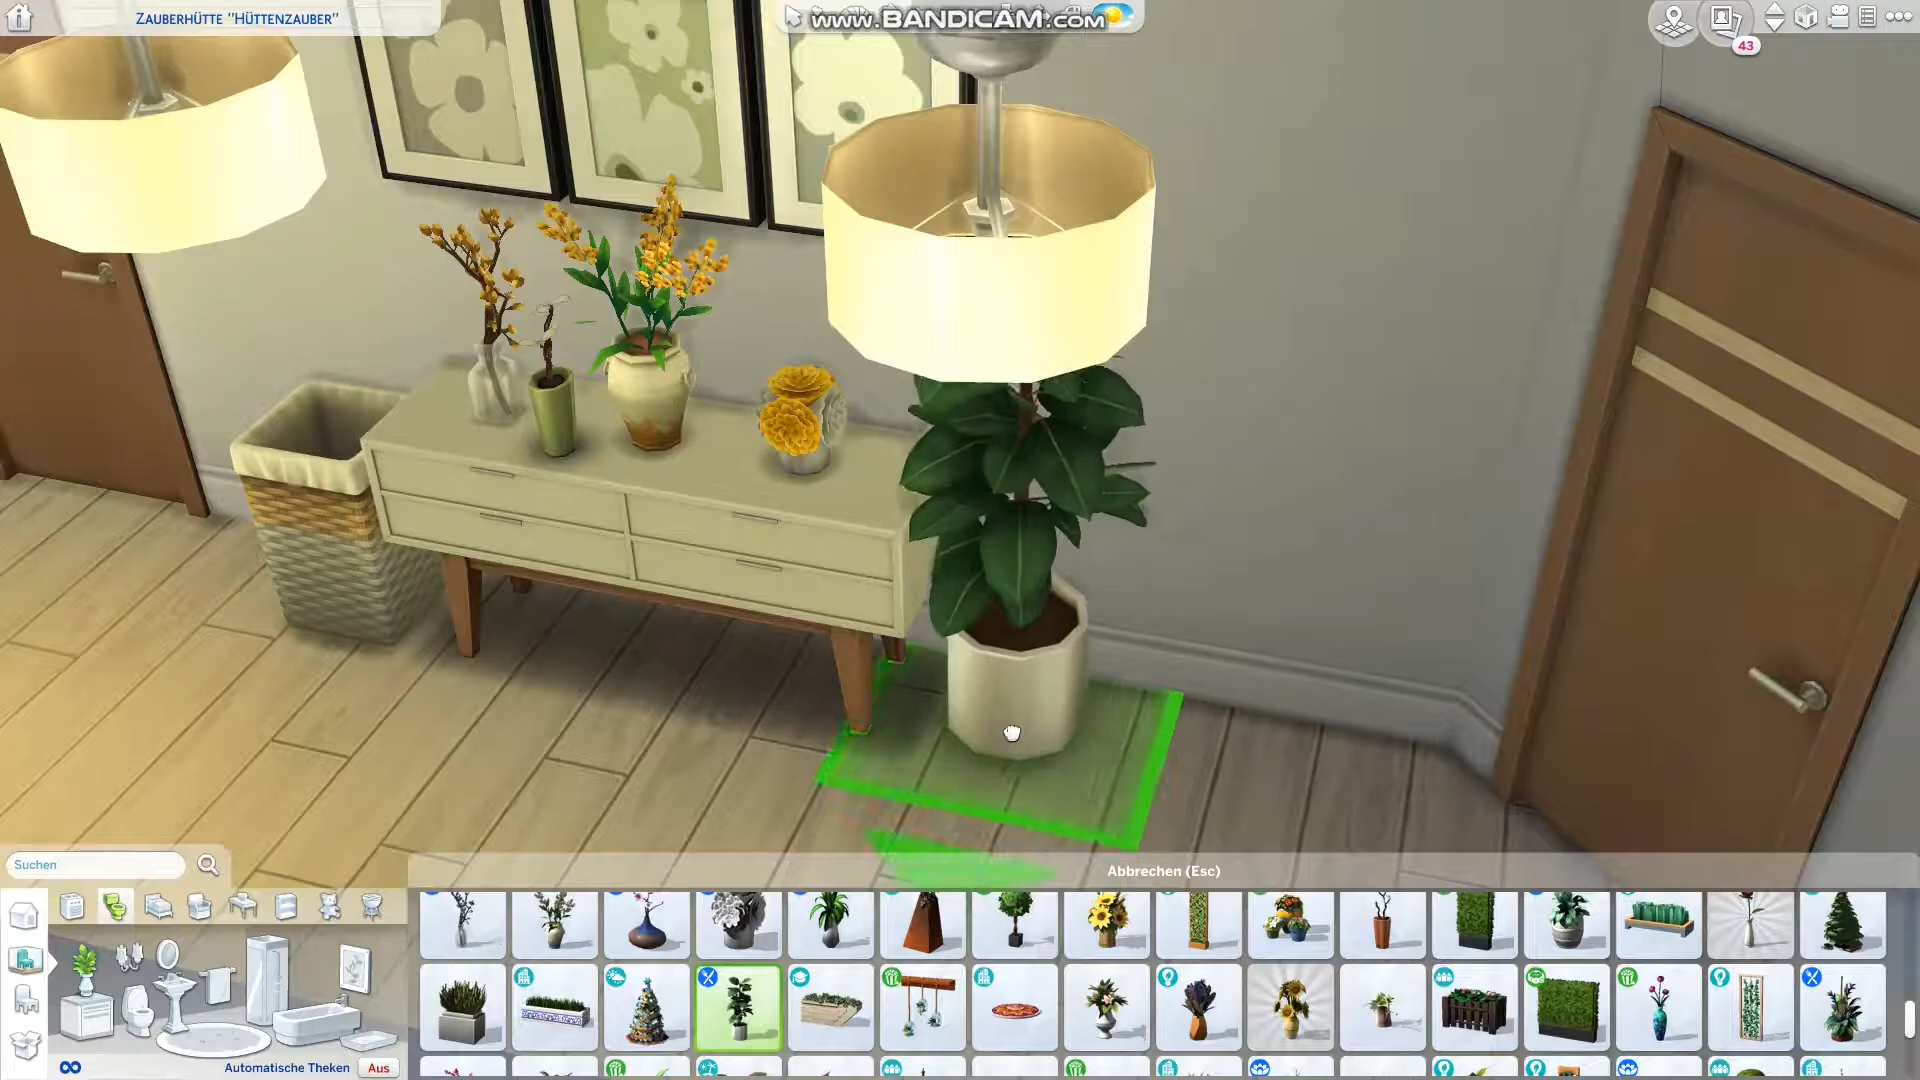 Zauberhütte "Hüttenzauber"
www.BANDICAM.com
43
Suchen
Abbrechen (Esc)
Automatische Theken Aus